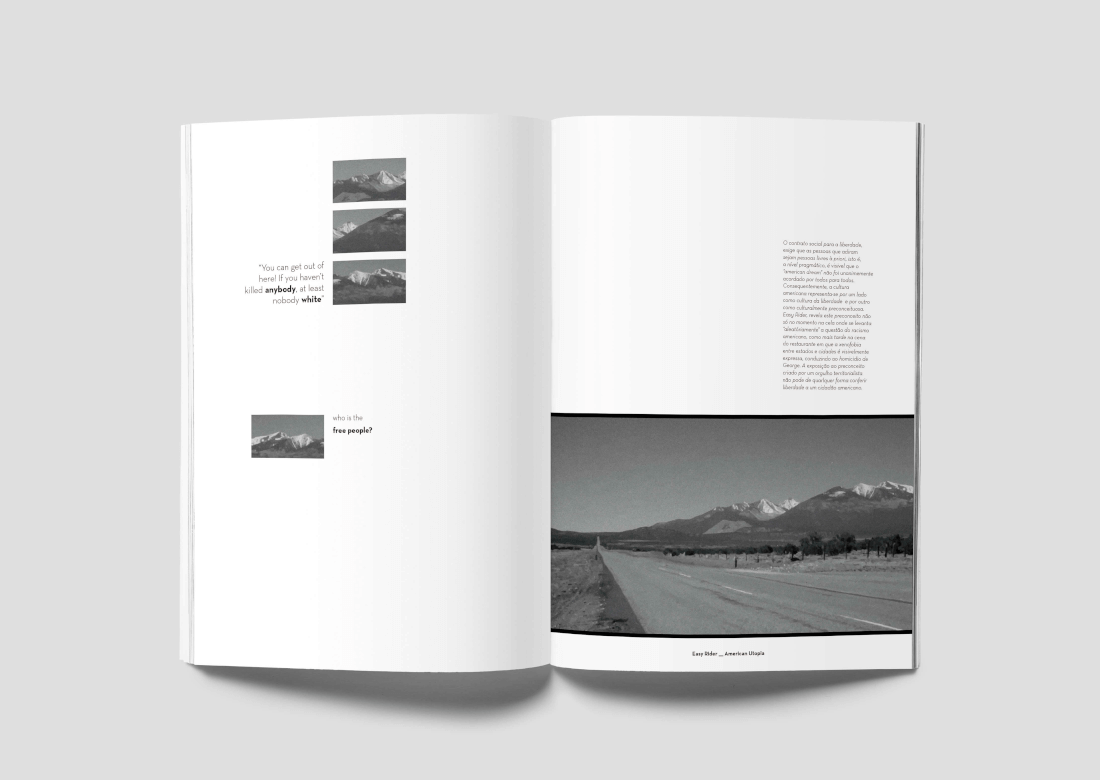 "You can get out of
here! If you haven't
killed anybody, at least
nobody white"
who is the
free people?
O contrato social para a liberdade,
exige que as pessoas que aderiam
sejam pessoas livres à priori, isto é,
a nível pragmático, é visível que o
"american dream" não foi unanimemente
acordado por todos para todos.
Consequentemente, a cultura
americana representa-se por um lado
como cultura da liberdade e por outro
como culturalmente preconceituosa.
Easy Rider, revela este preconceito não
só no momento na cela onde se levanta
a questão do racismo
americano, como mais tarde na cena
do restaurante em que a xenofobia
entre estados e cidades é visivelmente
expressa, conduzindo ao homicídio de
George. A exposição ao preconceito
criado por um orgulho territorialista
não pode de qualquer forma conferir
liberdade a um cidadão americano.
Easy Rider __ American Utopia